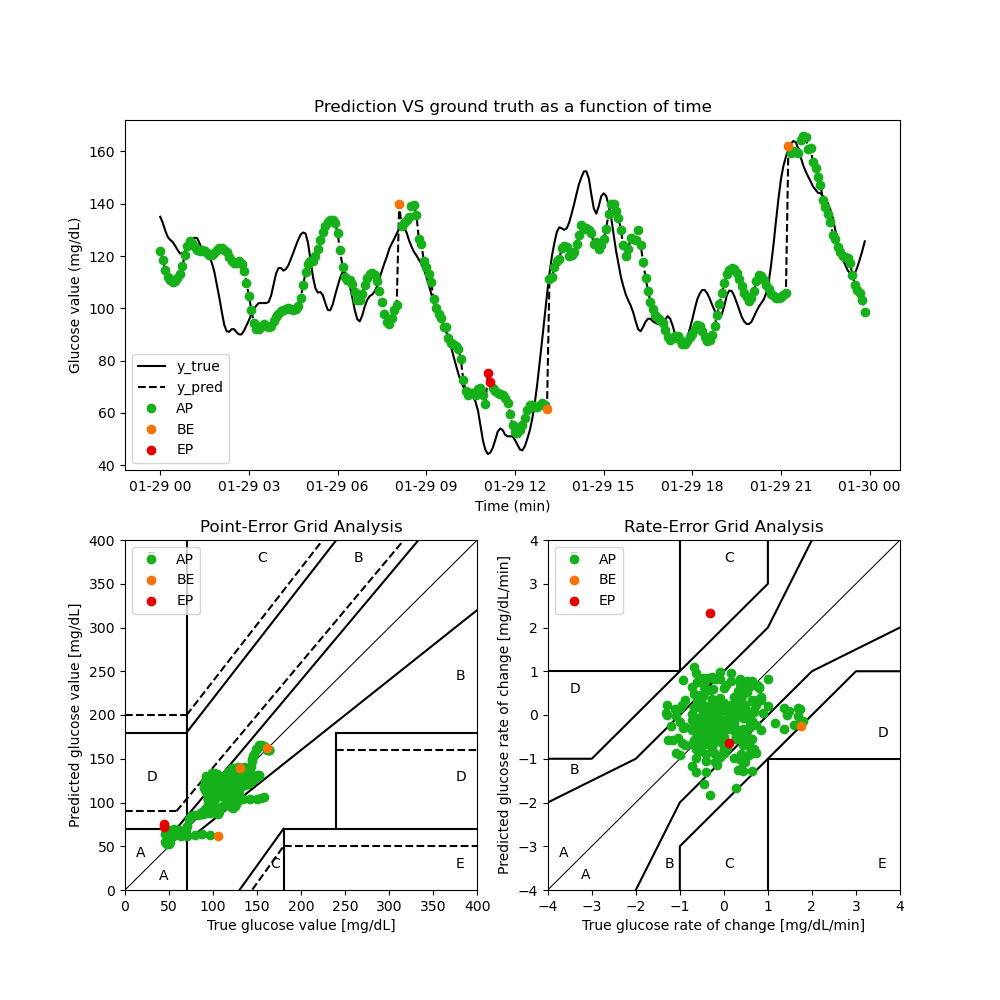 Prediction VS ground truth as a function of time
Glucose value (mg/dL)
160
140
120
100
80
60
40
y_true
y_pred
AP
BE
EP
01-29 00 01-29 03 01-29 06 01-29 09 01-29 12 01-29 15 01-29 18 01-29 21 01-30 00
Time (min)
Point-Error Grid Analysis
Predicted glucose value [mg/dL]
400
350
300
250
200
150
100
50
0
AP
BE
EP
C B
B
D D
A
A
C E
0 50 100 150 200 250 300 350 400
True glucose value [mg/dL]
Rate-Error Grid Analysis
Predicted glucose rate of change [mg/dL/min]
4
3
2
1
0
−1
−2
−3
−4
AP
BE
EP
C
D
D
B
A
A
B C E
−4 −3 −2 −1 0 1 2 3 4
True glucose rate of change [mg/dL/min]